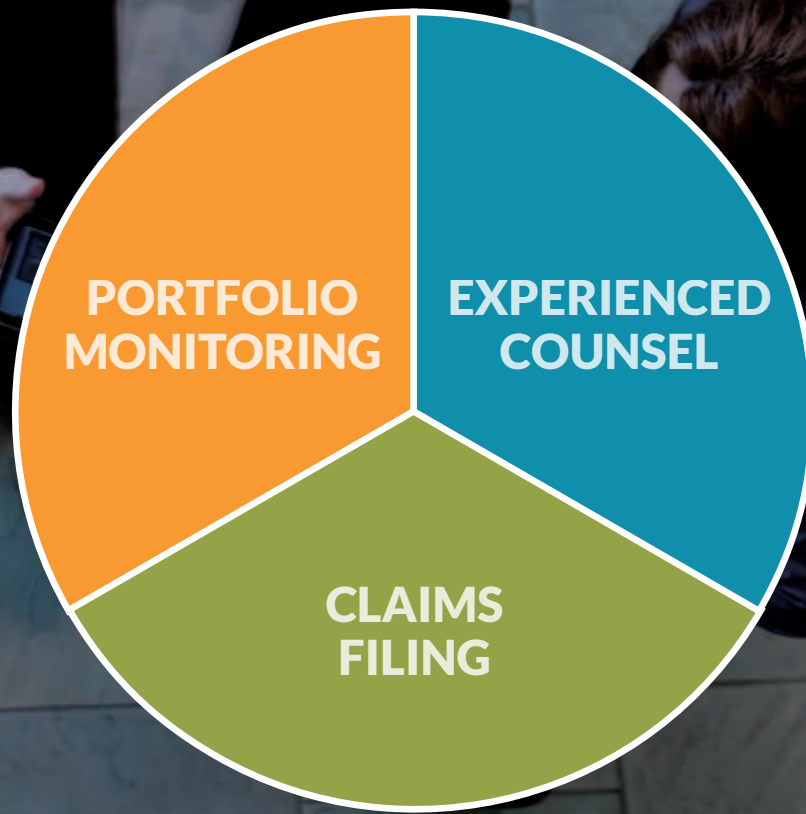 PORTFOLIO
MONITORING
EXPERIENCED
COUNSEL
CLAIMS
FILING